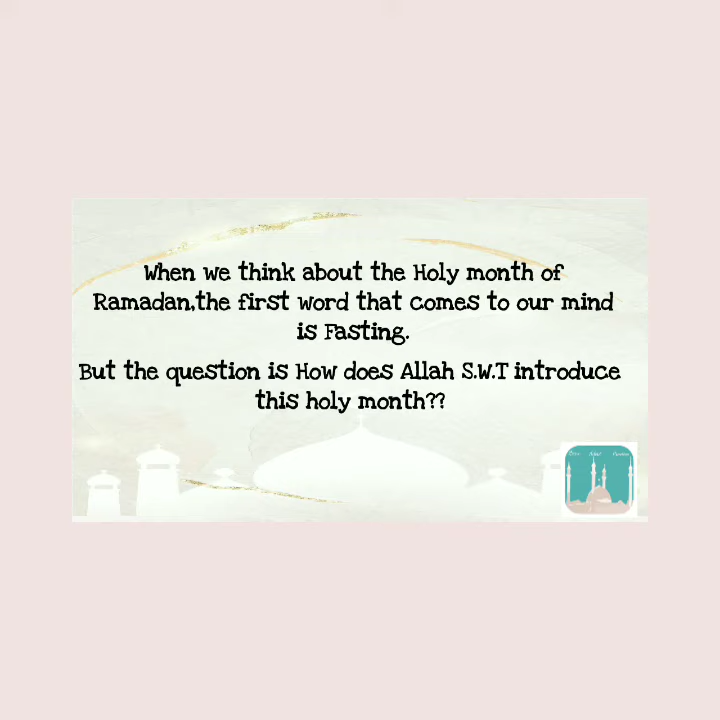 When we think about the Holy month of
Ramadan,the first word that comes to our mind
is Fasting.
But the question is How does Allah S.W.T introduce
this holy month??